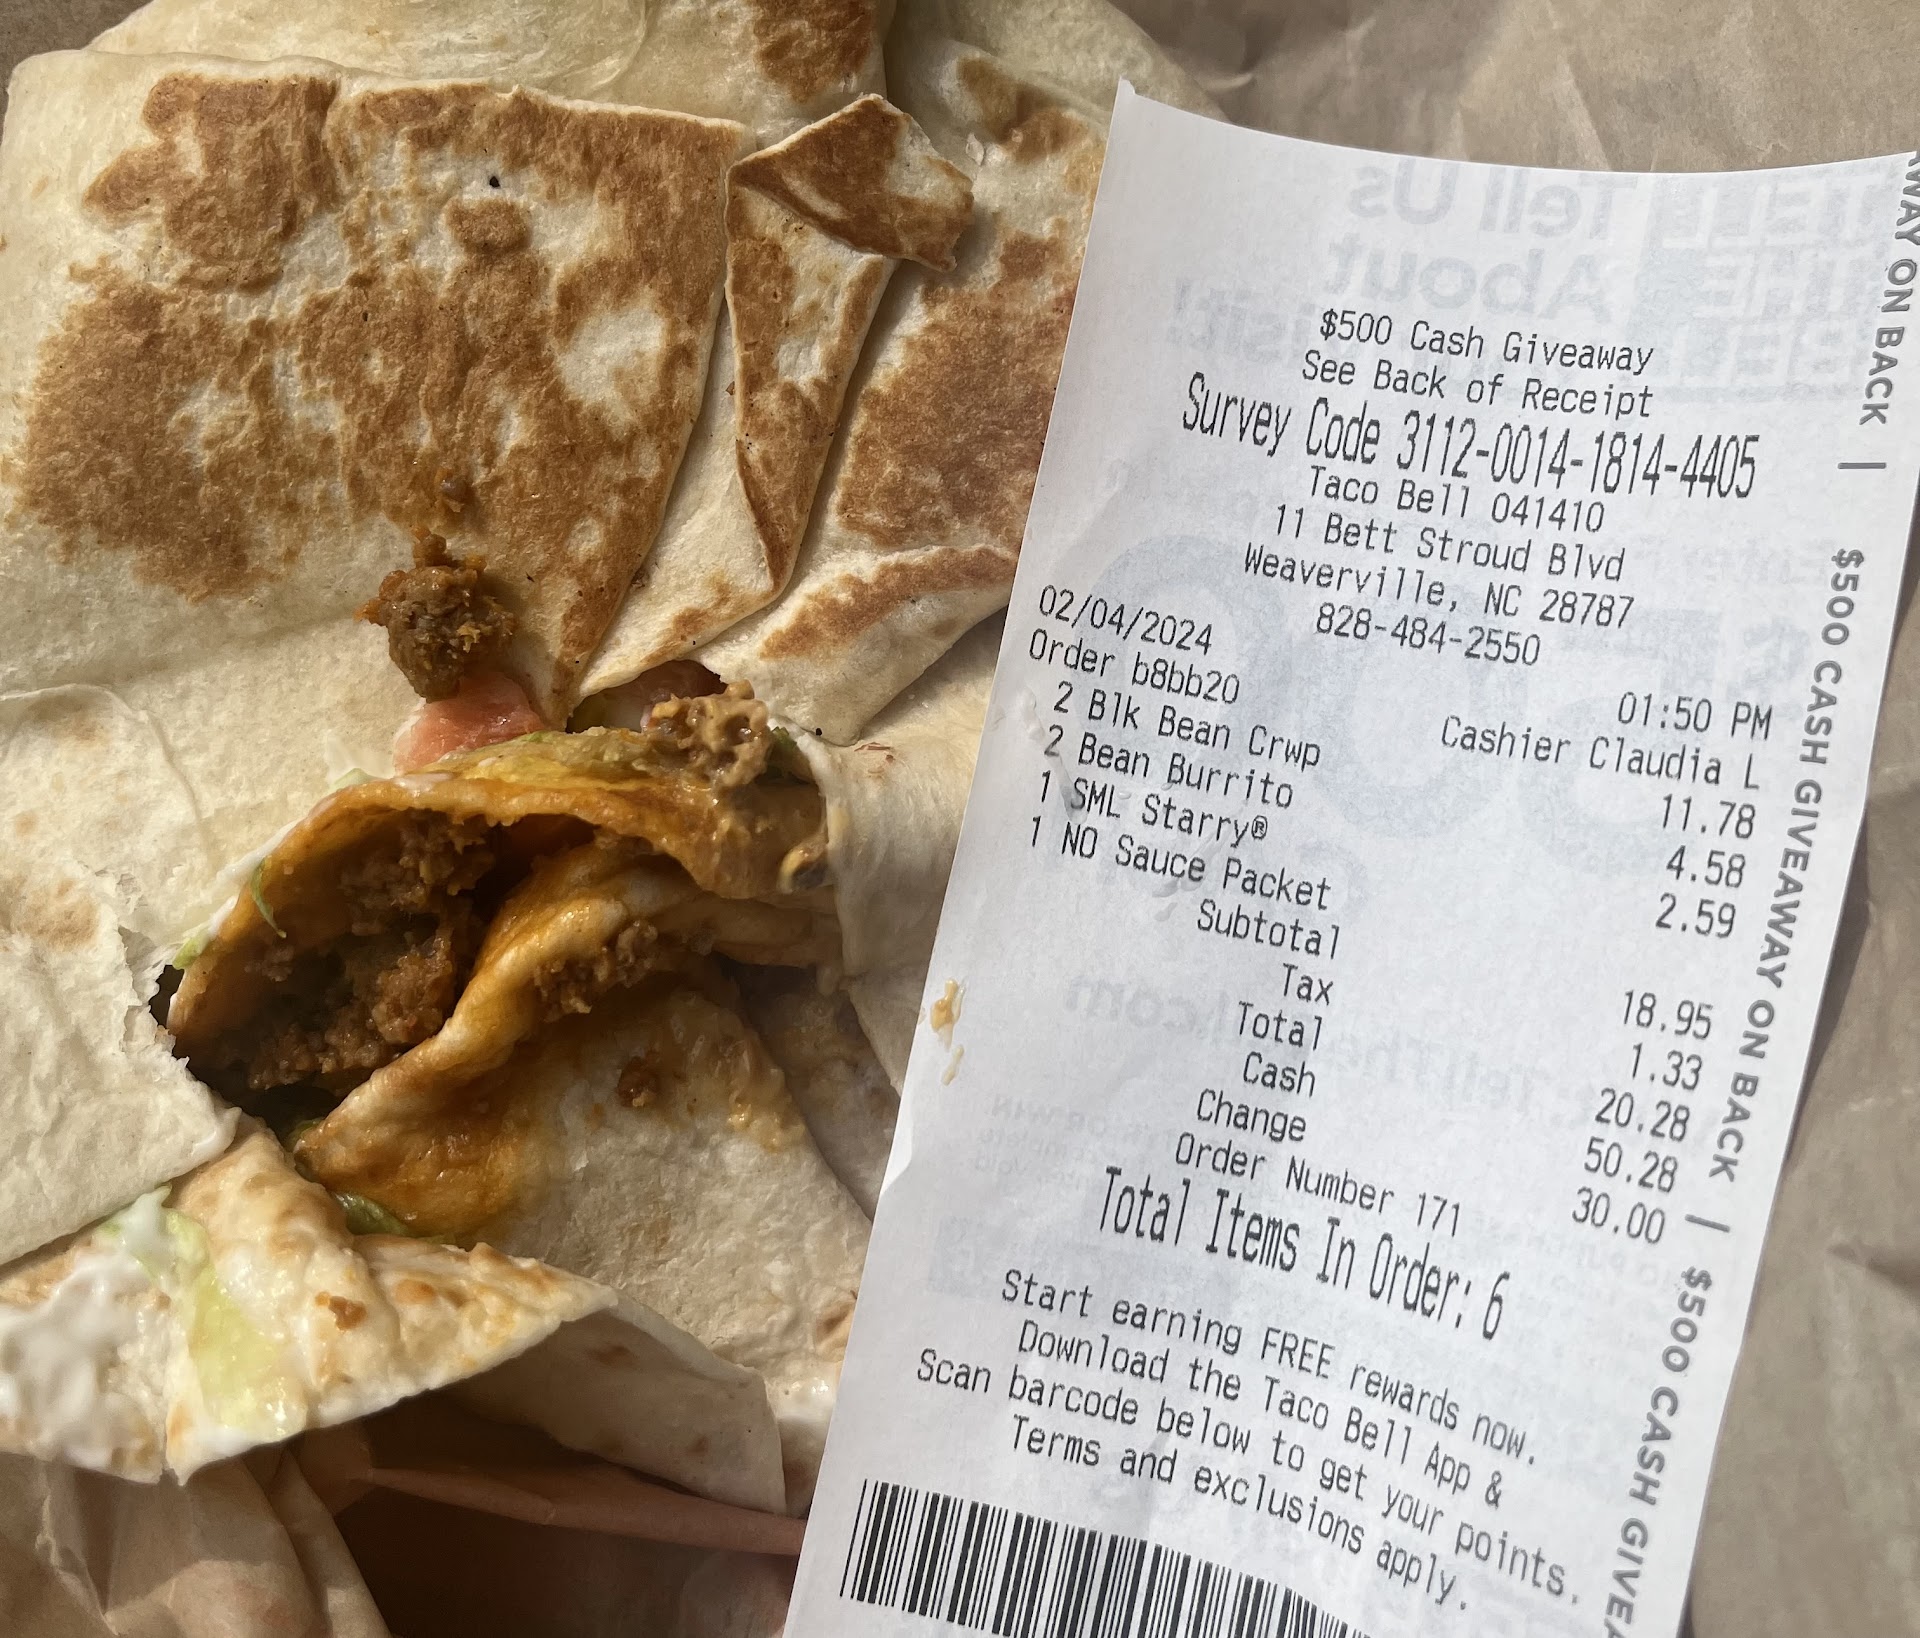 $500 Cash Giveaway
See Back of Receipt
Survey Code 3112-0014-1814-4405
Taco Bell 041410
11 Bett Stroud Blvd
Weaverville, NC 28787
828-484-2550
02/04/2024 01:50 PM
Order b8bb20 Cashier Claudia L
2 Blk Bean Crwp 11.78
2 Bean Burrito 4.58
1 SML Starry® 2.59
1 NO Sauce Packet
Subtotal 18.95
Tax 1.33
Total 20.28
Cash 50.28
Change 30.00
Order Number 171
Total Items In Order: 6
Start earning FREE rewards now.
Download the Taco Bell App &
Scan barcode below to get your points.
Terms and exclusions apply.
AWAY ON BACK | $500 CASH GIVEAWAY ON BACK | $500 CASH GIVEA
Tell Us
About